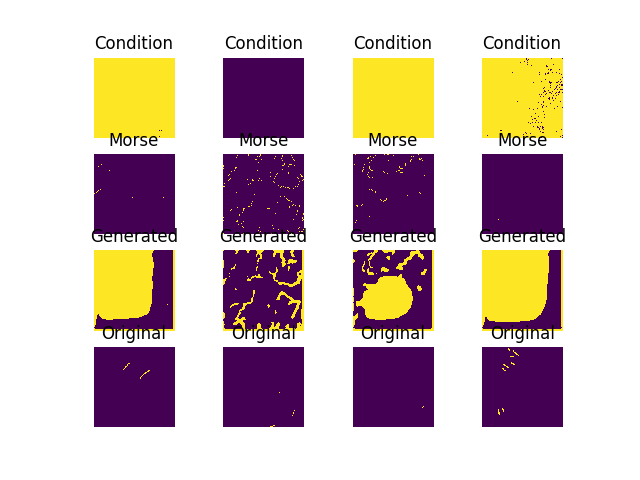 Condition Condition Condition Condition
Morse Morse Morse Morse
Generated Generated Generated Generated
Original Original Original Original